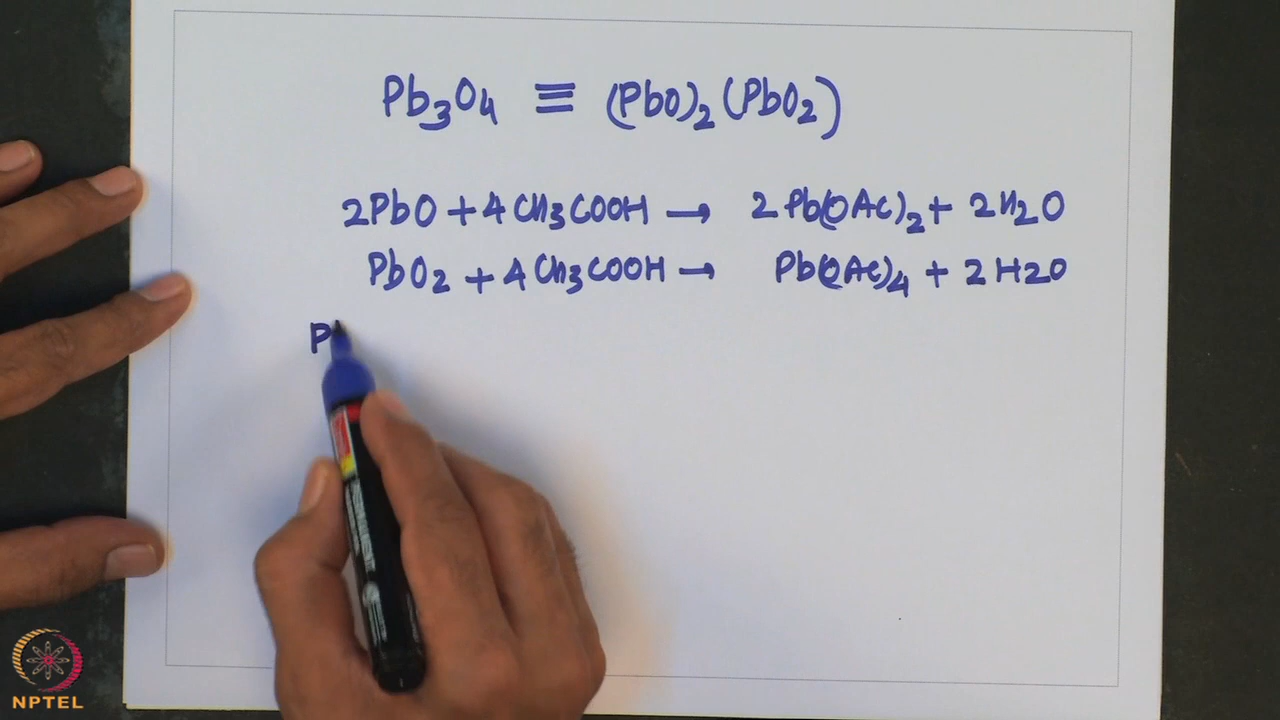 Pb₃O₄ ≡ (PbO)₂(PbO₂)
2PbO + 4CH₃COOH → 2Pb(OAc)₂ + 2H₂O
PbO₂ + 4CH₃COOH → Pb(OAc)₄ + 2H2O
P
NPTEL